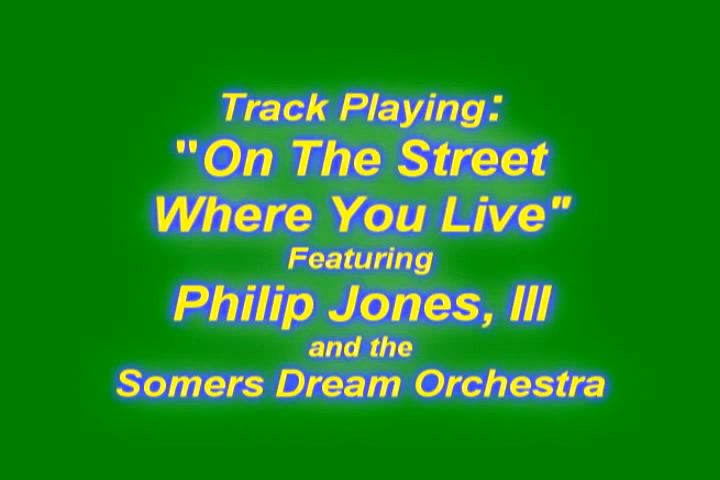 Track Playing:
"On The Street
Where You Live"
Featuring
Philip Jones, III
and the
Somers Dream Orchestra